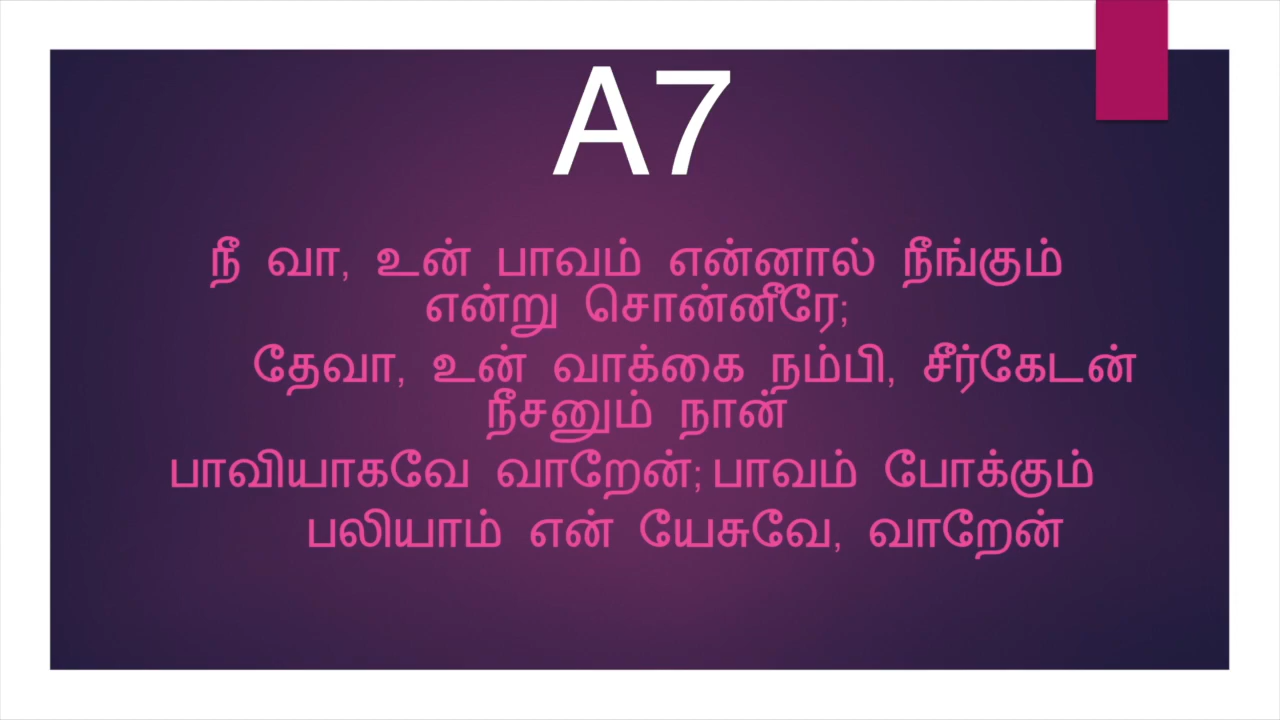 A7
நீ வா, உன் பாவம் என்னால் நீங்கும்
என்று சொன்னீரே;
தேவா, உன் வாக்கை நம்பி, சீர்கேடன்
நீசனும் நான்
பாவியாகவே வாறேன்; பாவம் போக்கும்
பலியாம் என் யேசுவே, வாறேன்